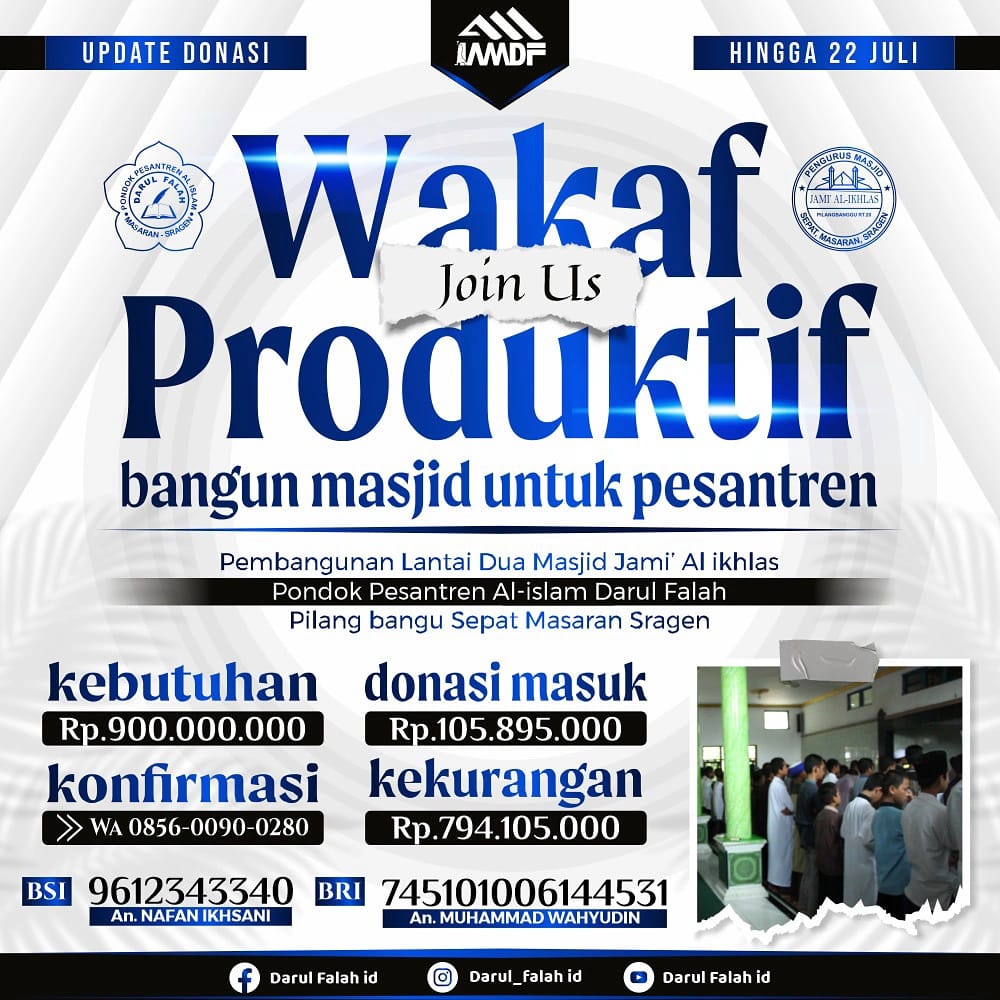 UPDATE DONASI
IAMDF
HINGGA 22 JULI
PONDOK PESANTREN AL ISLAM
DARUL FALAH
MASARAN - SRAGEN
PENGURUS MASJID
JAMI' AL-IKHLAS
PILANGBANGU RT.20
SEPAT, MASARAN, SRAGEN
Wakaf
Join Us
Produktif
bangun masjid untuk pesantren
Pembangunan Lantai Dua Masjid Jami' Al ikhlas
Pondok Pesantren Al-islam Darul Falah
Pilang bangu Sepat Masaran Sragen
kebutuhan
Rp.900.000.000
donasi masuk
Rp.105.895.000
konfirmasi
WA 0856-0090-0280
kekurangan
Rp.794.105.000
BSI 9612343340
An. NAFAN IKHSANI
BRI 745101006144531
An. MUHAMMAD WAHYUDIN
Darul Falah id
Darul_falah id
Darul Falah id